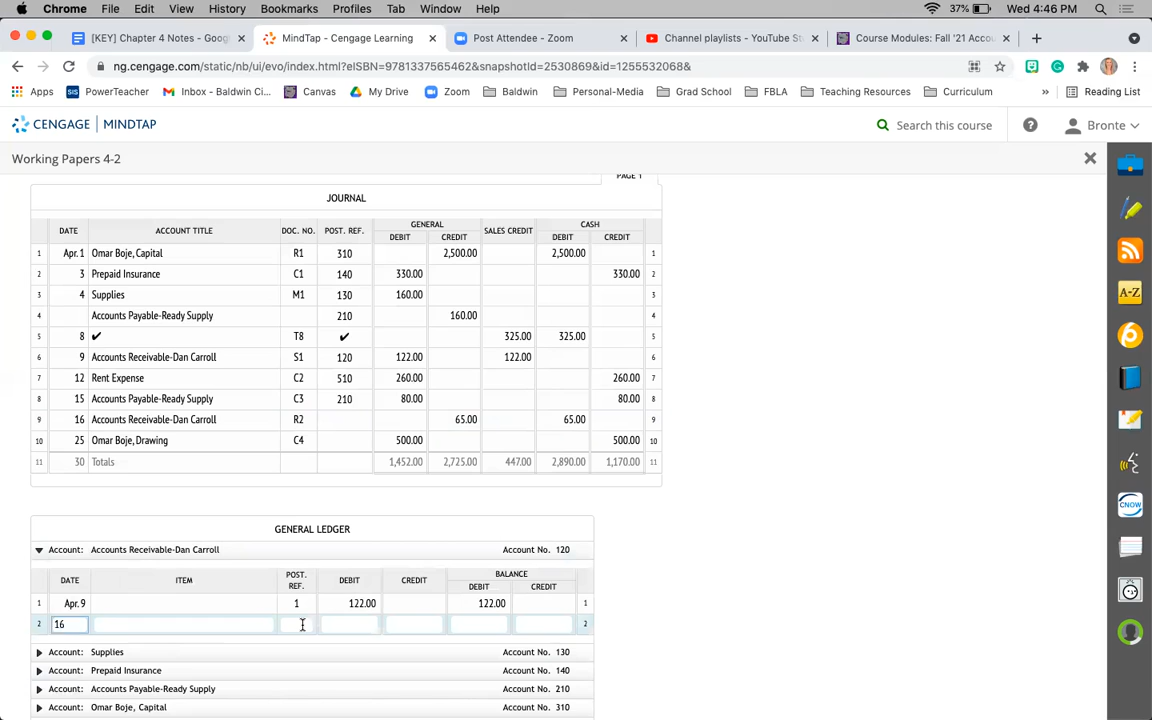 Chrome File Edit View History Bookmarks Profiles Tab Window Help 37% Wed 4:46 PM
[KEY] Chapter 4 Notes - Goog MindTap - Cengage Learning Post Attendee - Zoom Channel playlists - YouTube St Course Modules: Fall '21 Acco
ng.cengage.com/static/nb/ui/evo/index.html?eISBN=9781337565462&snapshotId=2530869&id=1255532068&
Apps SIS PowerTeacher Inbox - Baldwin Ci... Canvas My Drive Zoom Baldwin Personal-Media Grad School FBLA Teaching Resources Curriculum » Reading List
CENGAGE | MINDTAP Search this course Bronte
Working Papers 4-2
PAGE 1
JOURNAL
GENERAL CASH
DATE ACCOUNT TITLE DOC. NO. POST. REF. SALES CREDIT
DEBIT CREDIT DEBIT CREDIT
1 Apr. 1 Omar Boje, Capital R1 310 2,500.00 2,500.00 1
2 3 Prepaid Insurance C1 140 330.00 330.00 2
3 4 Supplies M1 130 160.00 3
4 Accounts Payable-Ready Supply 210 160.00 4
5 8 ✔ T8 ✔ 325.00 325.00 5
6 9 Accounts Receivable-Dan Carroll S1 120 122.00 122.00 6
7 12 Rent Expense C2 510 260.00 260.00 7
8 15 Accounts Payable-Ready Supply C3 210 80.00 80.00 8
9 16 Accounts Receivable-Dan Carroll R2 65.00 65.00 9
10 25 Omar Boje, Drawing C4 500.00 500.00 10
11 30 Totals 1,452.00 2,725.00 447.00 2,890.00 1,170.00 11
GENERAL LEDGER
Account: Accounts Receivable-Dan Carroll Account No. 120
POST. BALANCE
DATE ITEM DEBIT CREDIT
REF. DEBIT CREDIT
1 Apr. 9 1 122.00 122.00 1
2 16 2
Account: Supplies Account No. 130
Account: Prepaid Insurance Account No. 140
Account: Accounts Payable-Ready Supply Account No. 210
Account: Omar Boje, Capital Account No. 310
A-Z
CNOW